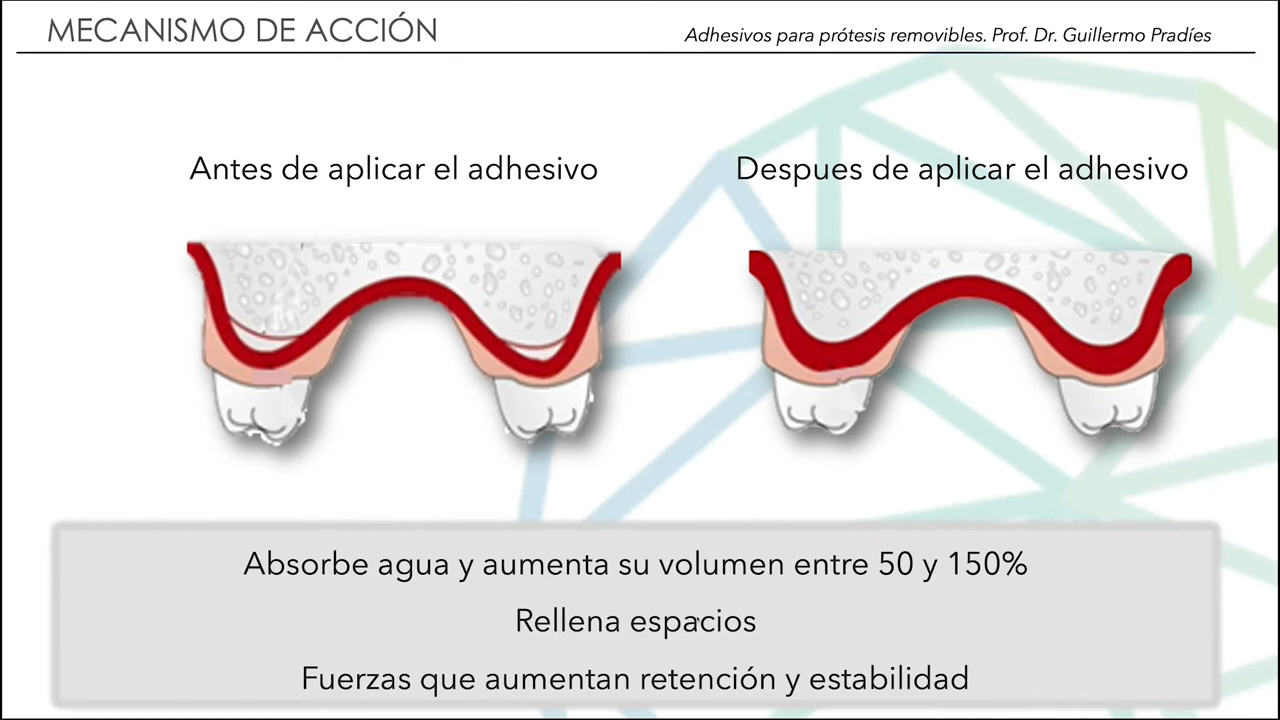 MECANISMO DE ACCIÓN
Adhesivos para prótesis removibles. Prof. Dr. Guillermo Pradíes
Antes de aplicar el adhesivo
Despues de aplicar el adhesivo
Absorbe agua y aumenta su volumen entre 50 y 150%
Rellena espacios
Fuerzas que aumentan retención y estabilidad